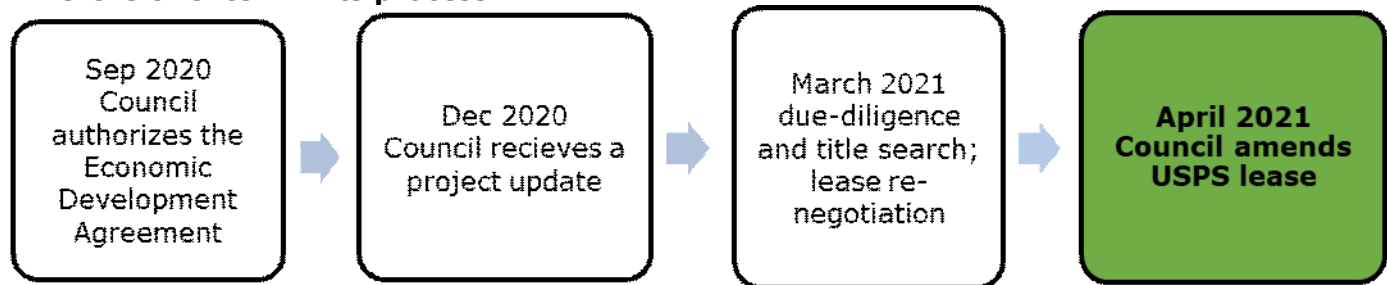 Sep 2020
Council
authorizes the
Economic
Development
Agreement
Dec 2020
Council recieves a
project update
March 2021
due-diligence
and title search;
lease re-
negotiation
April 2021
Council amends
USPS lease